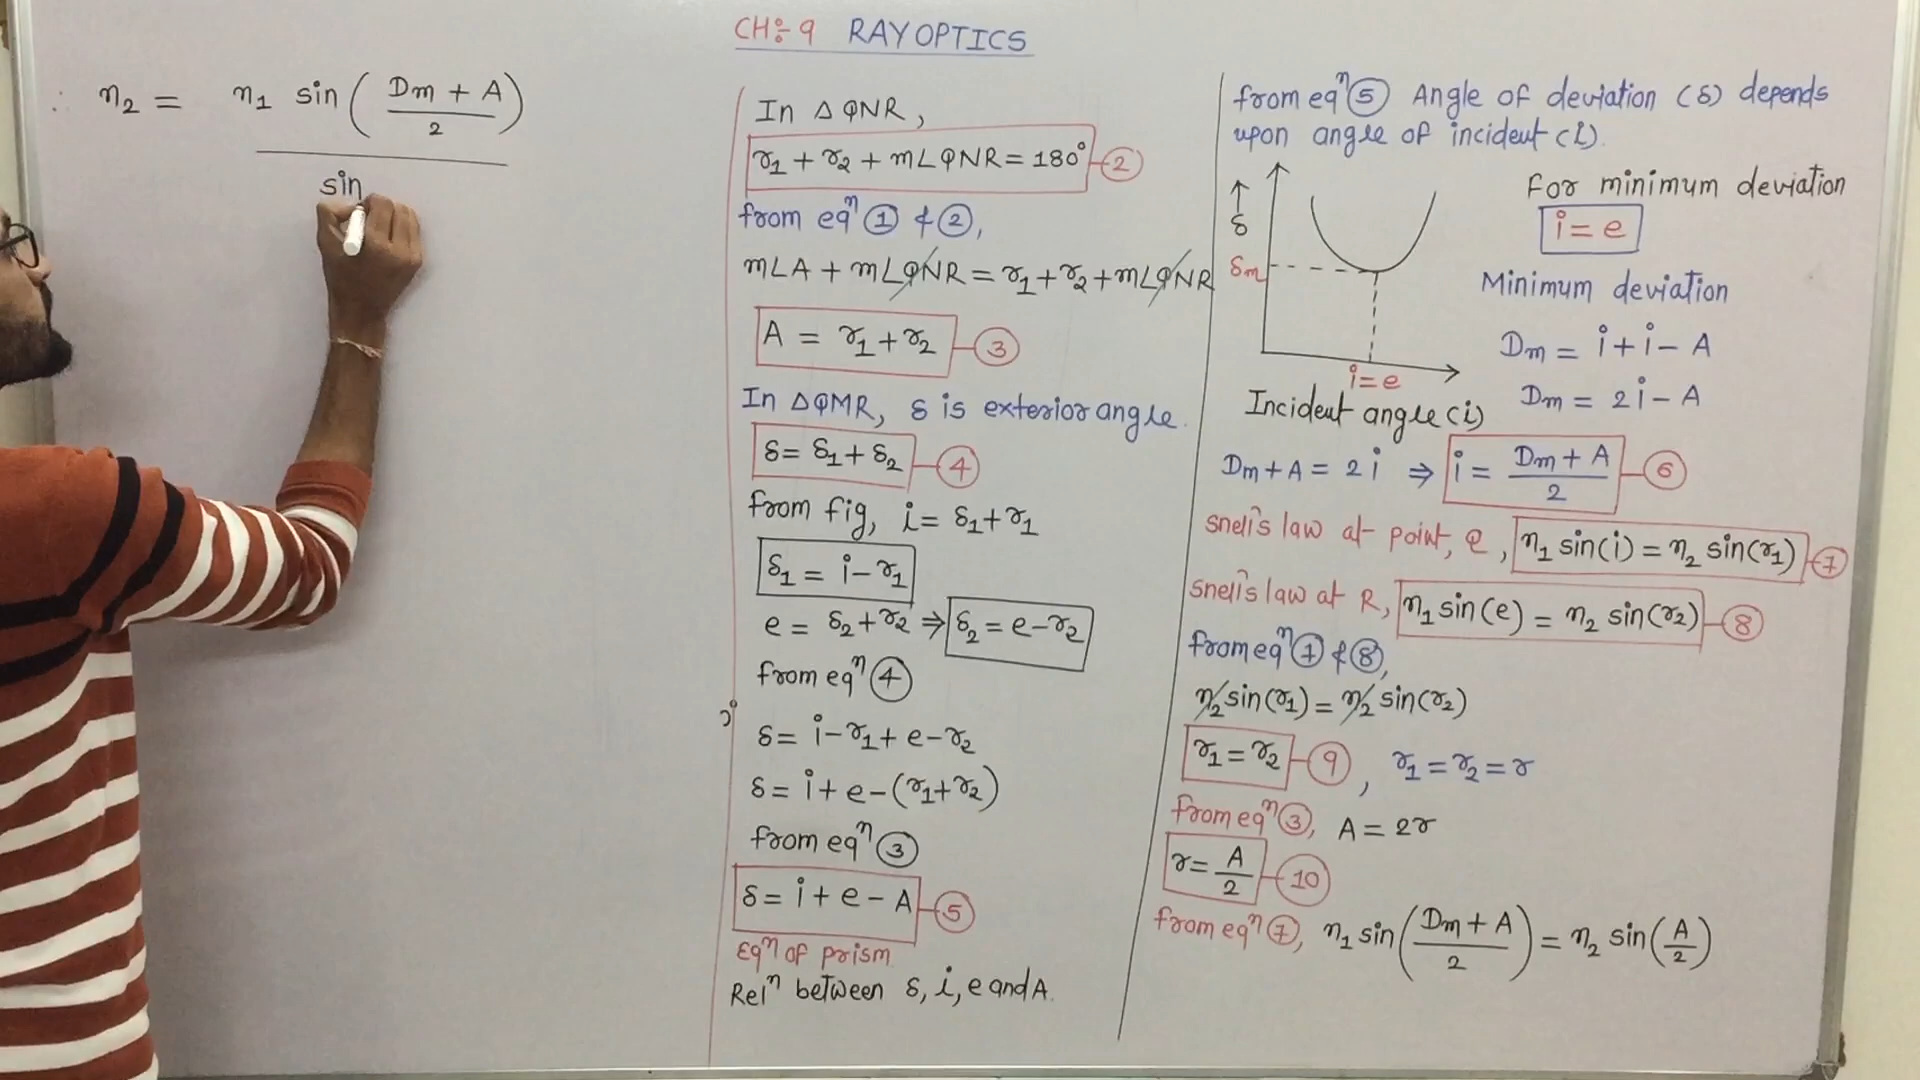 CH:- 9 RAY OPTICS
∴ n₂ = n₁ sin ( Dm + A / 2 )
sin
In △QNR,
r₁ + r₂ + m∠QNR = 180° 2
from eqⁿ 1 & 2,
m∠A + m∠QNR = r₁ + r₂ + m∠QNR
A = r₁ + r₂ 3
In △QMR, δ is exterior angle.
δ = δ₁ + δ₂ 4
from fig, i = δ₁ + r₁
δ₁ = i − r₁
e = δ₂ + r₂ ⇒ δ₂ = e − r₂
from eqⁿ 4
δ = i − r₁ + e − r₂
δ = i + e − (r₁ + r₂)
from eqⁿ 3
δ = i + e − A 5
Eqⁿ of prism
Relⁿ between δ, i, e and A.
from eqⁿ 5 Angle of deviation (δ) depends
upon angle of incident (i).
↑
δ
δm
i = e
Incident angle (i)
For minimum deviation
i = e
Minimum deviation
Dm = i + i − A
Dm = 2i − A
Dm + A = 2i ⇒ i = Dm + A / 2 6
snell's law at point, Q, n₁ sin(i) = n₂ sin(r₁) 7
snell's law at R, n₁ sin(e) = n₂ sin(r₂) 8
from eqⁿ 7 & 8,
n₂ sin(r₁) = n₂ sin(r₂)
r₁ = r₂ 9, r₁ = r₂ = r
from eqⁿ 3, A = 2r
r = A / 2 10
from eqⁿ 7, n₁ sin ( Dm + A / 2 ) = n₂ sin ( A / 2 )